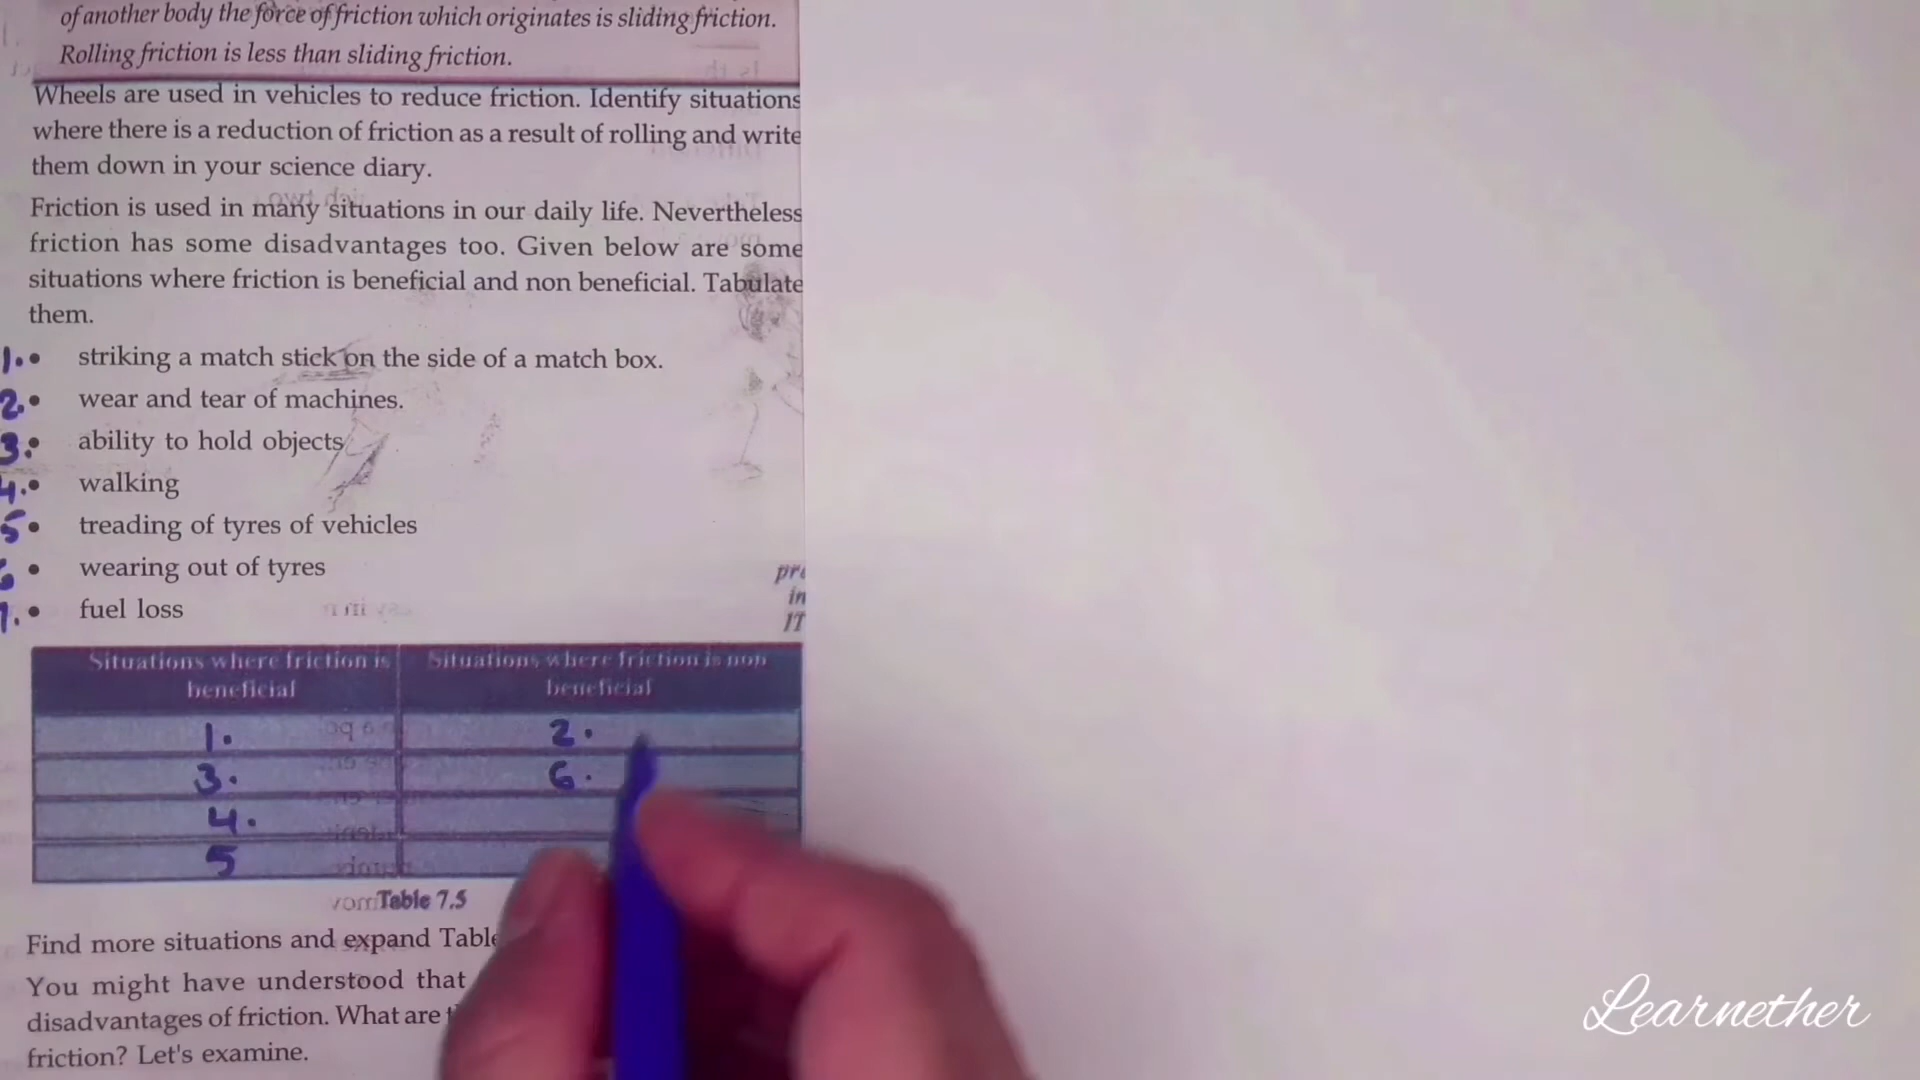 of another body the force of friction which originates is sliding friction.
Rolling friction is less than sliding friction.
Wheels are used in vehicles to reduce friction. Identify situations
where there is a reduction of friction as a result of rolling and write
them down in your science diary.
Friction is used in many situations in our daily life. Nevertheless
friction has some disadvantages too. Given below are some
situations where friction is beneficial and non beneficial. Tabulate
them.
1. • striking a match stick on the side of a match box.
2. • wear and tear of machines.
3. • ability to hold objects
4. • walking
5 • treading of tyres of vehicles
6 • wearing out of tyres
7. • fuel loss
pr
in
IT
Situations where friction is beneficial
Situations where friction is non beneficial
1. 2.
3. 6.
4.
5
Table 7.5
Find more situations and expand Table
You might have understood that
disadvantages of friction. What are
friction? Let's examine.
Learnether